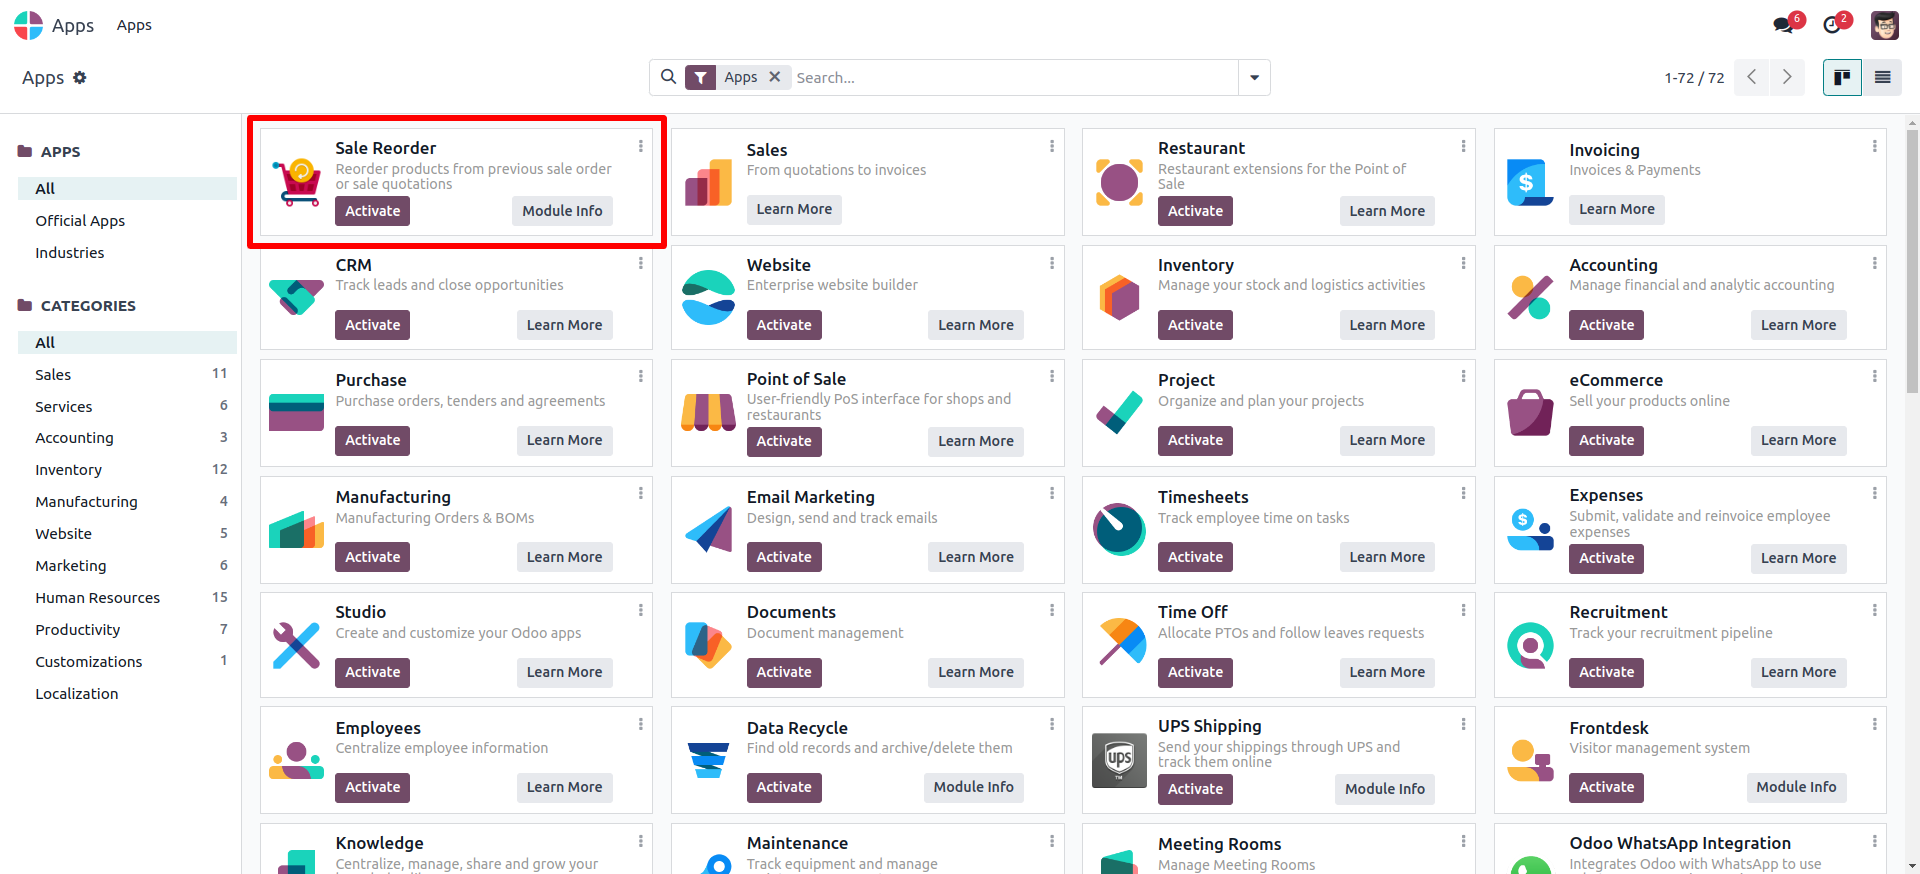 Apps
Apps
6
2
Apps
Apps
Search...
1-72 / 72
APPS
All
Official Apps
Industries
CATEGORIES
All
Sales 11
Services 6
Accounting 3
Inventory 12
Manufacturing 4
Website 5
Marketing 6
Human Resources 15
Productivity 7
Customizations 1
Localization
Sale Reorder
Reorder products from previous sale order
or sale quotations
Activate
Module Info
Sales
From quotations to invoices
Learn More
Restaurant
Restaurant extensions for the Point of
Sale
Activate
Learn More
Invoicing
Invoices & Payments
Learn More
CRM
Track leads and close opportunities
Activate
Learn More
Website
Enterprise website builder
Activate
Learn More
Inventory
Manage your stock and logistics activities
Activate
Learn More
Accounting
Manage financial and analytic accounting
Activate
Learn More
Purchase
Purchase orders, tenders and agreements
Activate
Learn More
Point of Sale
User-friendly PoS interface for shops and
restaurants
Activate
Learn More
Project
Organize and plan your projects
Activate
Learn More
eCommerce
Sell your products online
Activate
Learn More
Manufacturing
Manufacturing Orders & BOMs
Activate
Learn More
Email Marketing
Design, send and track emails
Activate
Learn More
Timesheets
Track employee time on tasks
Activate
Learn More
Expenses
Submit, validate and reinvoice employee
expenses
Activate
Learn More
Studio
Create and customize your Odoo apps
Activate
Learn More
Documents
Document management
Activate
Learn More
Time Off
Allocate PTOs and follow leaves requests
Activate
Learn More
Recruitment
Track your recruitment pipeline
Activate
Learn More
Employees
Centralize employee information
Activate
Learn More
Data Recycle
Find old records and archive/delete them
Activate
Module Info
ups
TM
UPS Shipping
Send your shippings through UPS and
track them online
Activate
Module Info
Frontdesk
Visitor management system
Activate
Module Info
Knowledge
Centralize, manage, share and grow your
Maintenance
Track equipment and manage
Meeting Rooms
Manage Meeting Rooms
Odoo WhatsApp Integration
Integrates Odoo with WhatsApp to use